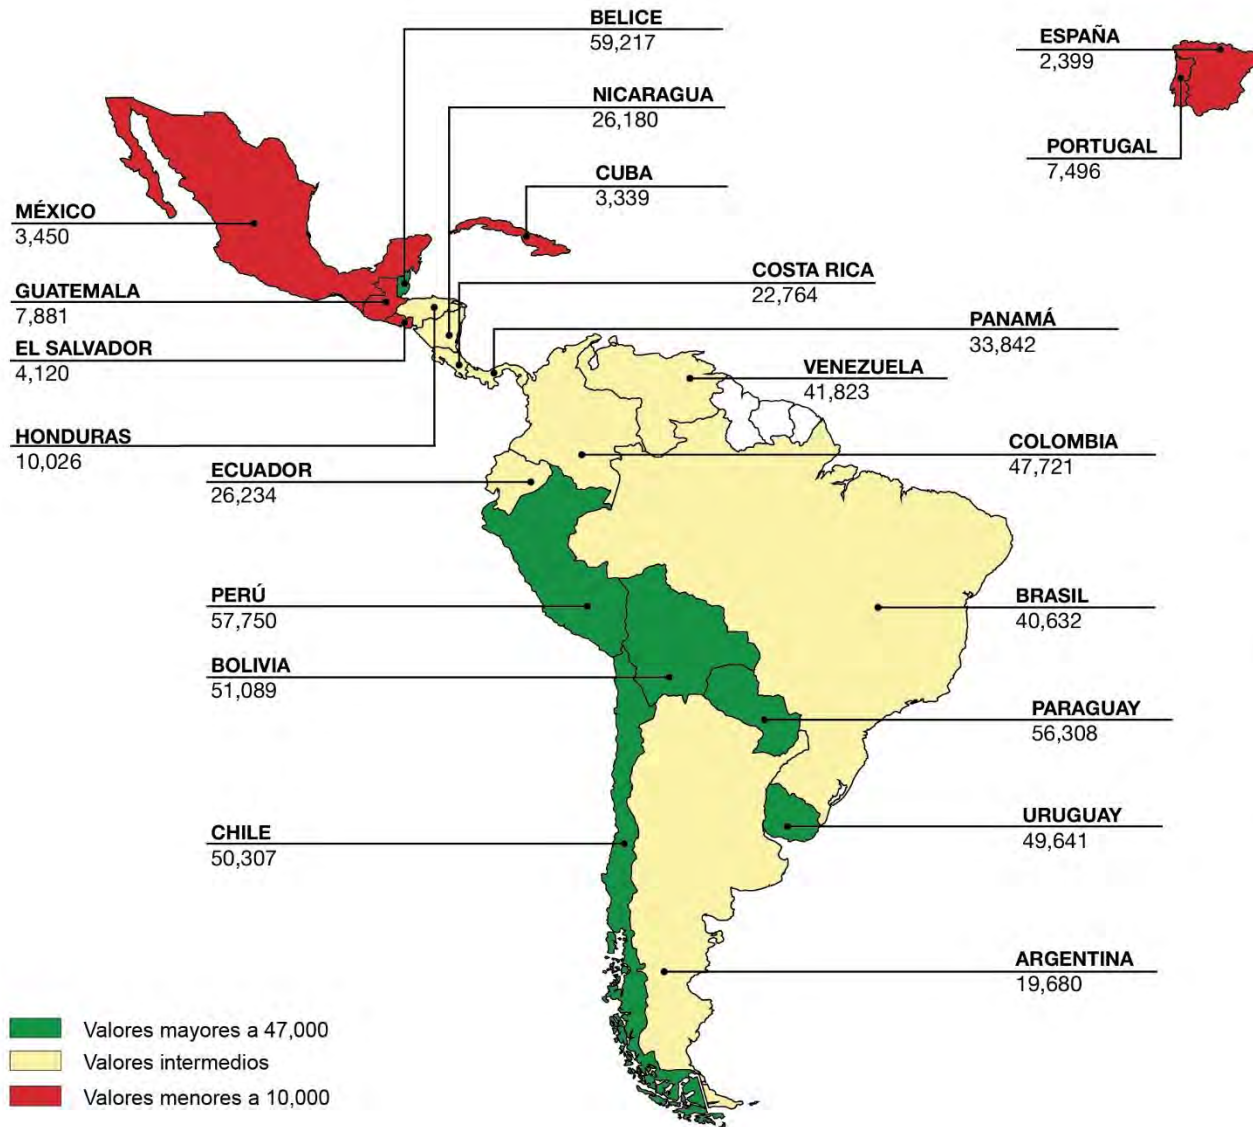 BELICE
59,217
ESPAÑA
2,399
NICARAGUA
26,180
PORTUGAL
7,496
CUBA
3,339
MÉXICO
3,450
COSTA RICA
22,764
GUATEMALA
7,881
PANAMÁ
33,842
EL SALVADOR
4,120
VENEZUELA
41,823
HONDURAS
10,026
COLOMBIA
47,721
ECUADOR
26,234
PERÚ
57,750
BRASIL
40,632
BOLIVIA
51,089
PARAGUAY
56,308
URUGUAY
49,641
CHILE
50,307
ARGENTINA
19,680
Valores mayores a 47,000
Valores intermedios
Valores menores a 10,000